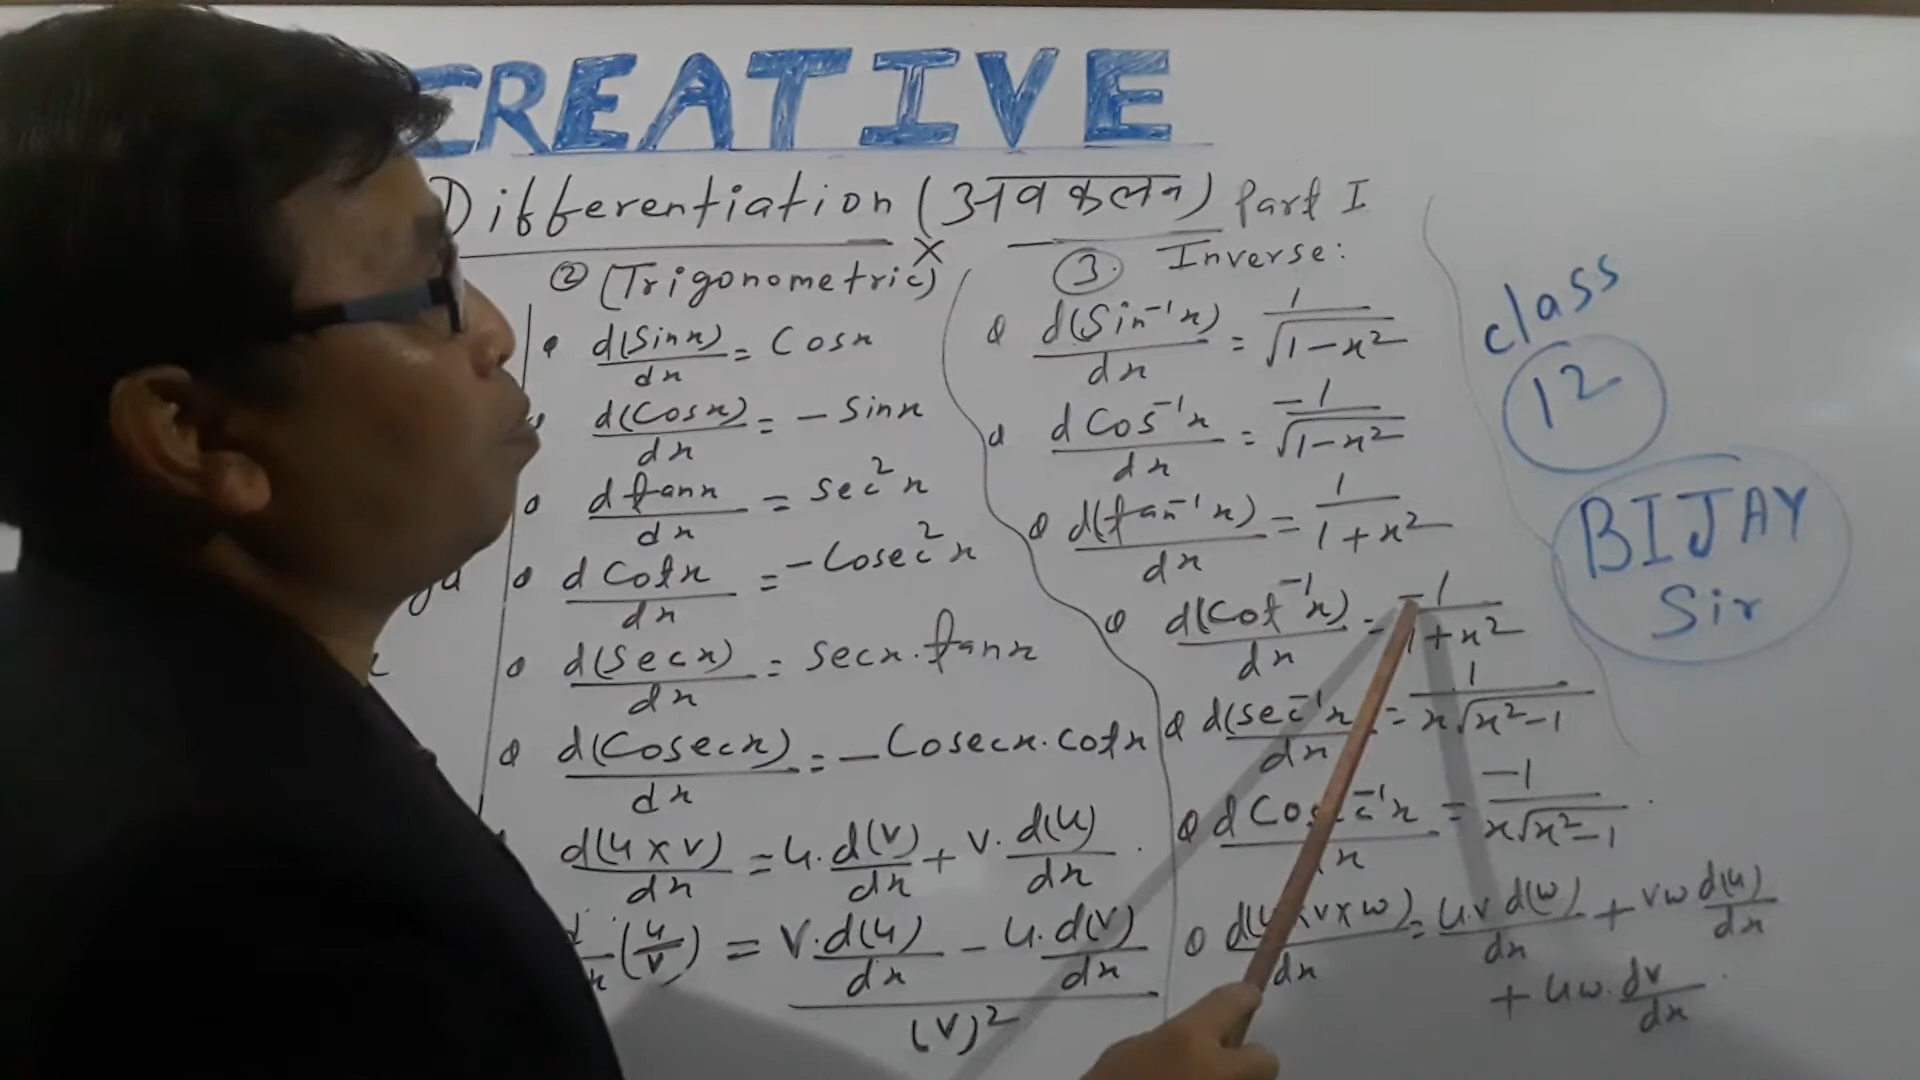 CREATIVE
Differentiation (अवकलन) Part I
② (Trigonometric)
d(Sinx)/dx = Cosx
d(Cosx)/dx = - Sinx
d tanx/dx = sec²x
d Cotx/dx = - Cosec²x
d(Secx)/dx = secx.tanx
d(Cosecx)/dx = - Cosecx.cotx
d(u×v)/dx = u.d(v)/dx + v.d(u)/dx
(u/v) = (v.d(u)/dx - u.d(v)/dx)/(v)²
③. Inverse:
d(Sin⁻¹x)/dx = 1/√1-x²
d Cos⁻¹x/dx = -1/√1-x²
d(tan⁻¹x)/dx = 1/1+x²
d(Cot⁻¹x)/dx = -1/1+x²
d(sec⁻¹x)/dx = 1/x√x²-1
d Cosec⁻¹x/dx = -1/x√x²-1
d(u×v×w)/dx = u.v d(w)/dx + vw d(u)/dx
+ uw.dv/dx
class
12
BIJAY
Sir